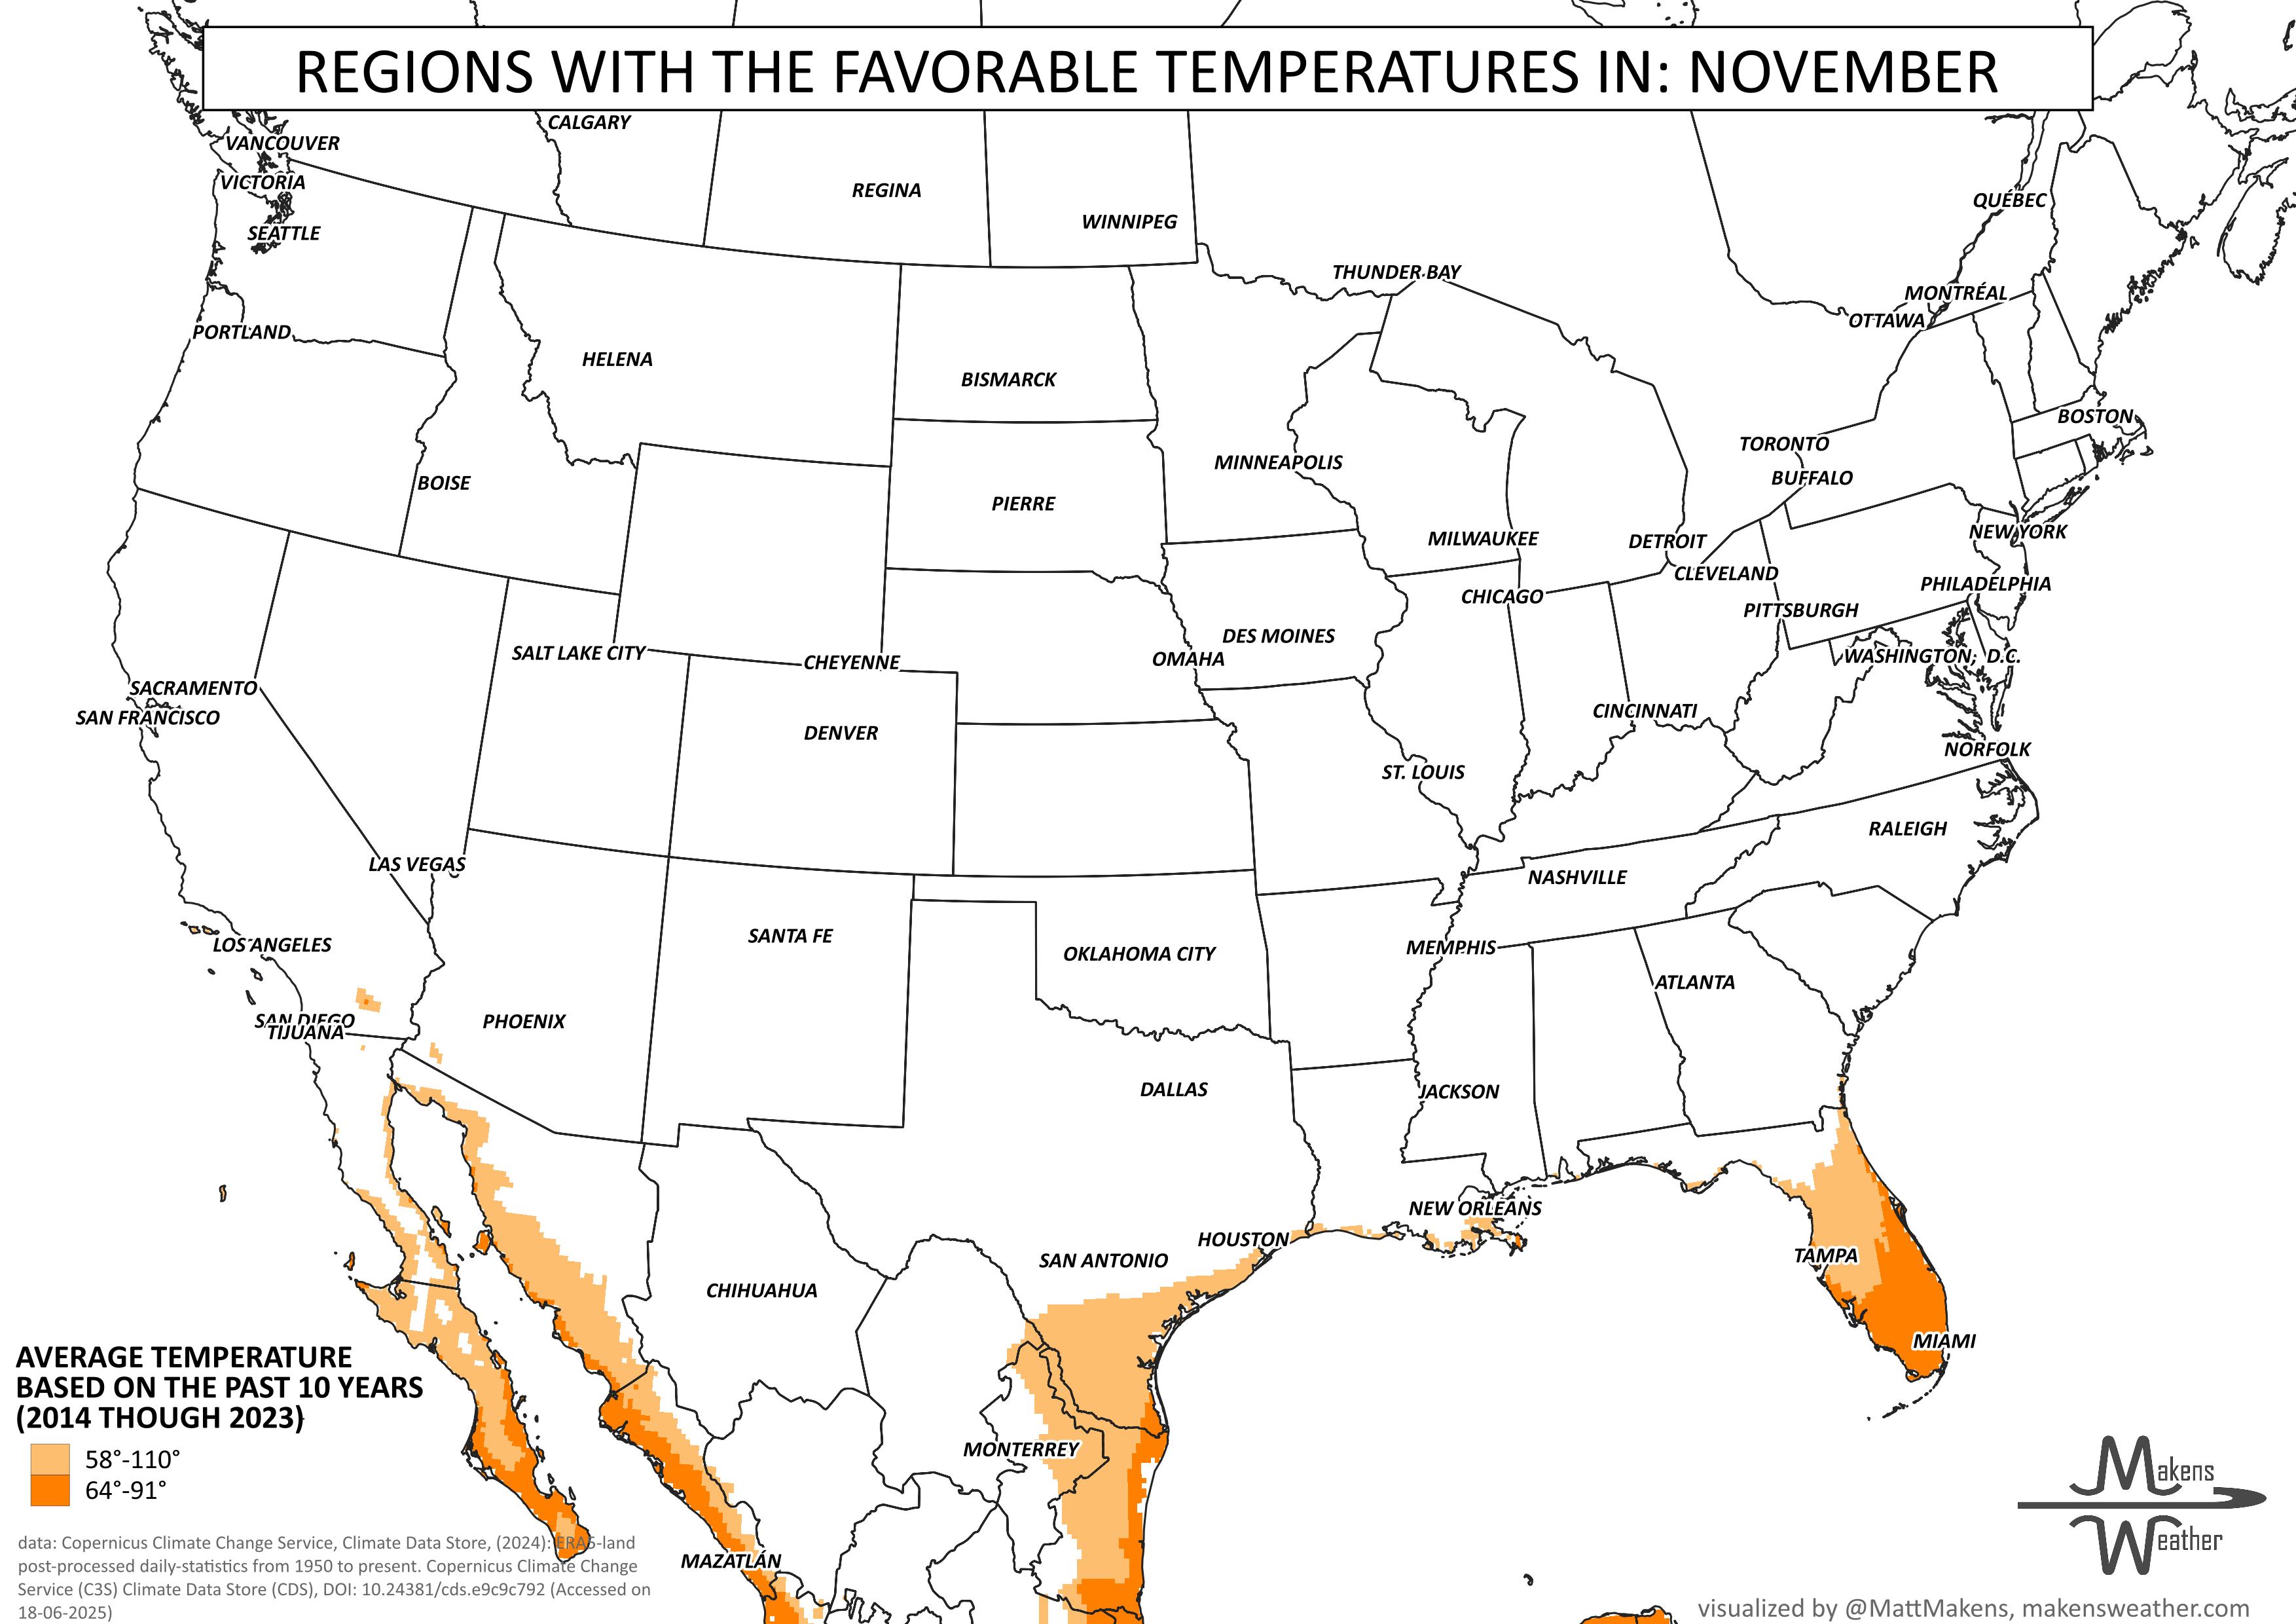 REGIONS WITH THE FAVORABLE TEMPERATURES IN: NOVEMBER
CALGARY
VANCOUVER
VICTORIA
REGINA
QUÉBEC
WINNIPEG
SEATTLE
THUNDER BAY
MONTRÉAL
OTTAWA
PORTLAND
HELENA
BISMARCK
BOSTON
TORONTO
MINNEAPOLIS
BUFFALO
BOISE
PIERRE
NEW YORK
MILWAUKEE
DETROIT
CLEVELAND
PHILADELPHIA
CHICAGO
PITTSBURGH
DES MOINES
SALT LAKE CITY
OMAHA
WASHINGTON, D.C.
CHEYENNE
SACRAMENTO
CINCINNATI
SAN FRANCISCO
DENVER
NORFOLK
ST. LOUIS
RALEIGH
LAS VEGAS
NASHVILLE
SANTA FE
LOS ANGELES
MEMPHIS
OKLAHOMA CITY
ATLANTA
SAN DIEGO
PHOENIX
TIJUANA
DALLAS
JACKSON
NEW ORLEANS
HOUSTON
TAMPA
SAN ANTONIO
CHIHUAHUA
MIAMI
MONTERREY
MAZATLÁN
AVERAGE TEMPERATURE
BASED ON THE PAST 10 YEARS
(2014 THOUGH 2023)
58°-110°
64°-91°
data: Copernicus Climate Change Service, Climate Data Store, (2024): ERA5-land
post-processed daily-statistics from 1950 to present. Copernicus Climate Change
Service (C3S) Climate Data Store (CDS), DOI: 10.24381/cds.e9c9c792 (Accessed on
18-06-2025)
Makens
Weather
visualized by @MattMakens, makensweather.com